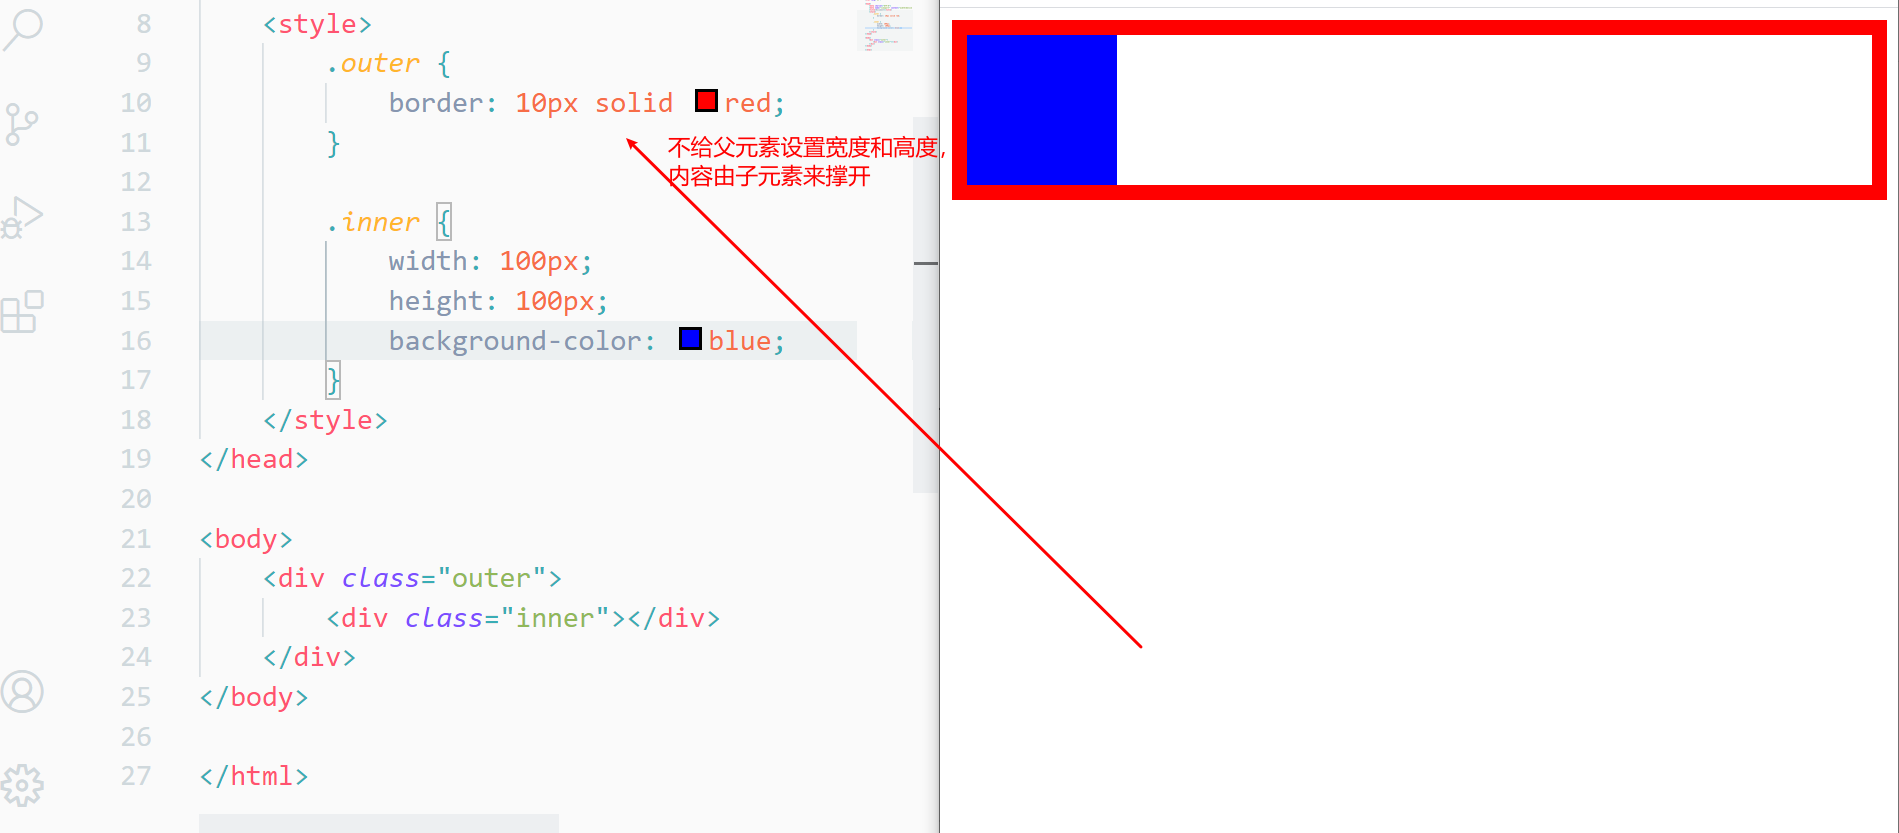 8 <style>
9 .outer {
10 border: 10px solid red;
11 }
不给父元素设置宽度和高度，
内容由子元素来撑开
12
13 .inner {
14 width: 100px;
15 height: 100px;
16 background-color: blue;
17 }
18 </style>
19 </head>
20
21 <body>
22 <div class="outer">
23 <div class="inner"></div>
24 </div>
25 </body>
26
27 </html>